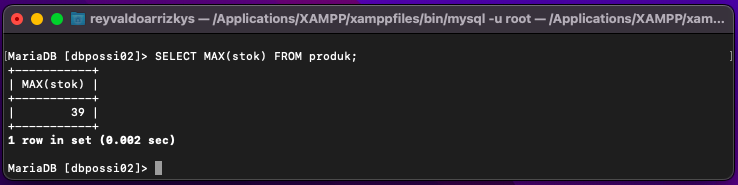 reyvaldoarrizkys — /Applications/XAMPP/xamppfiles/bin/mysql -u root — /Applications/XAMPP/xam...
[MariaDB [dbpossi02]> SELECT MAX(stok) FROM produk; ]
+-----------+
| MAX(stok) |
+-----------+
|        39 |
+-----------+
1 row in set (0.002 sec)
MariaDB [dbpossi02]>